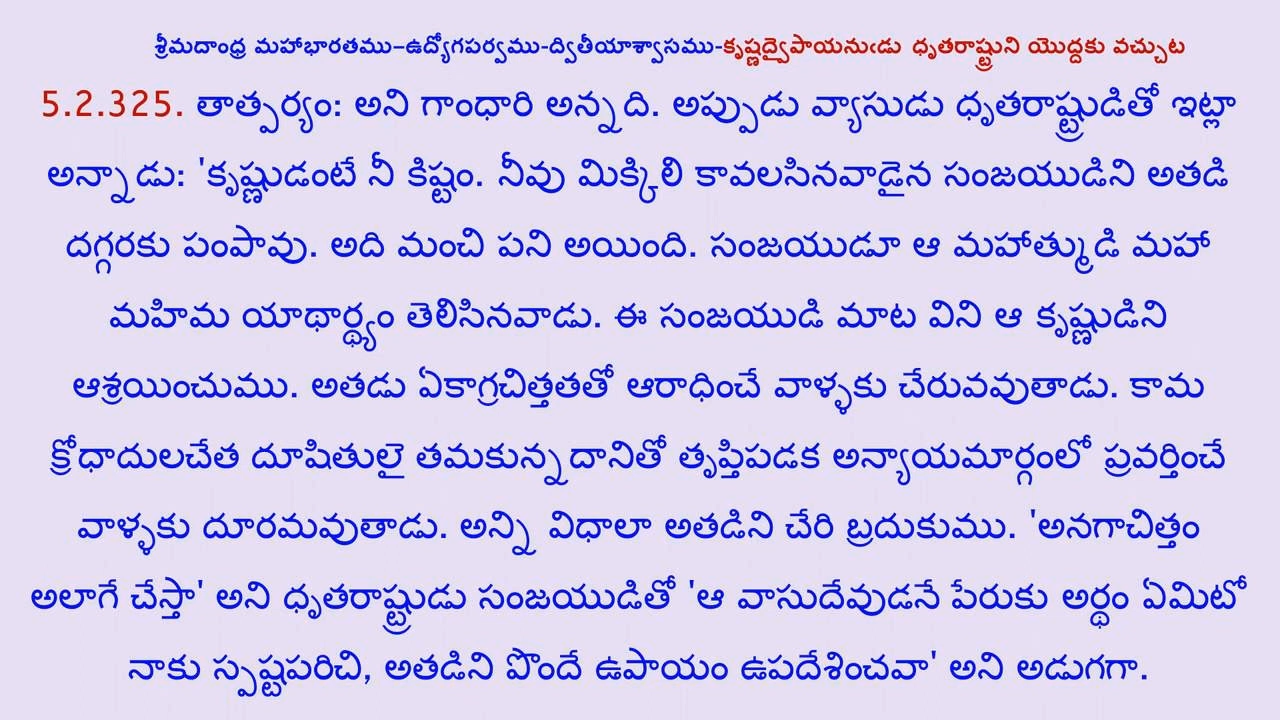 శ్రీమదాంధ్ర మహాభారతము–ఉద్యోగపర్వము-ద్వితీయాశ్వాసము-కృష్ణద్వైపాయనుఁడు ధృతరాష్ట్రుని యొద్దకు వచ్చుట
5.2.325. తాత్పర్యం: అని గాంధారి అన్నది. అప్పుడు వ్యాసుడు ధృతరాష్ట్రుడితో ఇట్లా
అన్నాడు: 'కృష్ణుడంటే నీ కిష్టం. నీవు మిక్కిలి కావలసినవాడైన సంజయుడిని అతడి
దగ్గరకు పంపావు. అది మంచి పని అయింది. సంజయుడూ ఆ మహాత్ముడి మహా
మహిమ యాథార్థ్యం తెలిసినవాడు. ఈ సంజయుడి మాట విని ఆ కృష్ణుడిని
ఆశ్రయించుము. అతడు ఏకాగ్రచిత్తతతో ఆరాధించే వాళ్ళకు చేరువవుతాడు. కామ
క్రోధాదులచేత దూషితులై తమకున్నదానితో తృప్తిపడక అన్యాయమార్గంలో ప్రవర్తించే
వాళ్ళకు దూరమవుతాడు. అన్ని విధాలా అతడిని చేరి బ్రదుకుము. 'అనగాచిత్తం
అలాగే చేస్తా' అని ధృతరాష్ట్రుడు సంజయుడితో 'ఆ వాసుదేవుడనే పేరుకు అర్థం ఏమిటో
నాకు స్పష్టపరిచి, అతడిని పొందే ఉపాయం ఉపదేశించవా' అని అడుగగా.